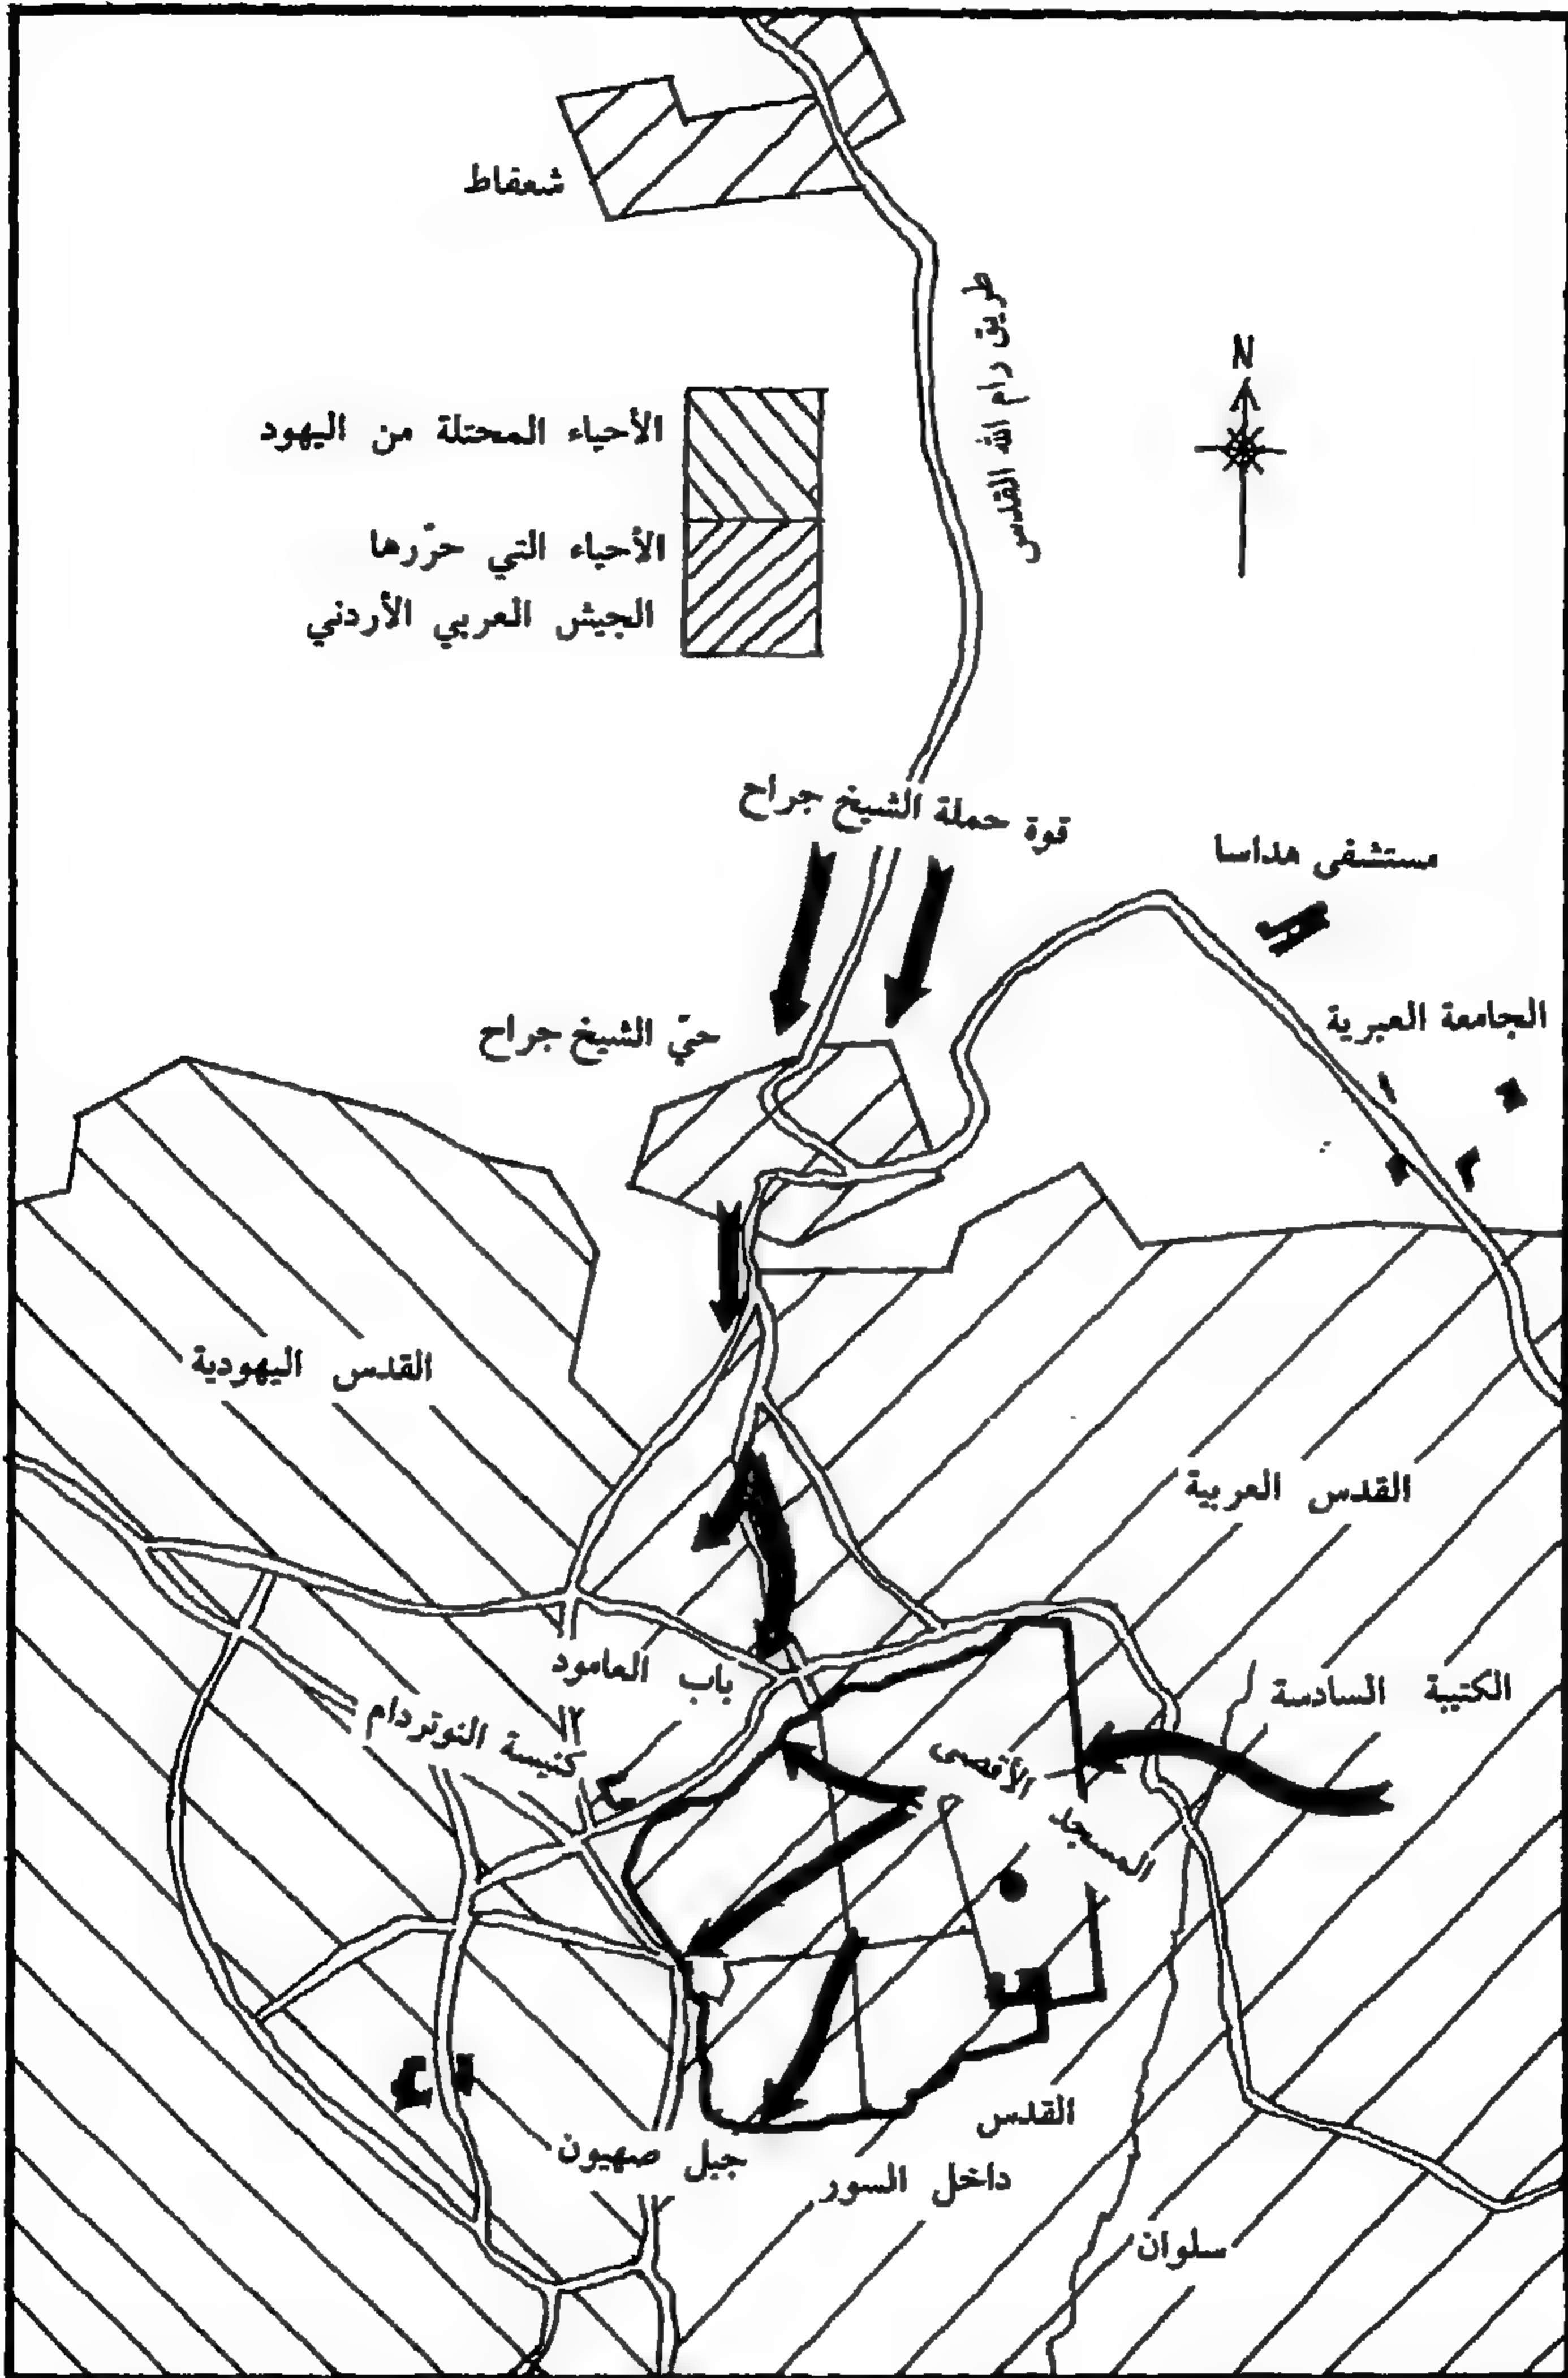 شعفاط
طريق رام الله القدس
N
الأحياء المحتلة من اليهود
الأحياء التي حرّرها
الجيش العربي الأردني
قوة حملة الشيخ جراح
مستشفى هداسا
الجامعة العبرية
حيّ الشيخ جراح
القدس اليهودية
القدس العربية
باب العامود
الكتيبة السادسة
كنيسة النوتردام
المسجد الأقصى
القدس
داخل السور
جبل صهيون
سلوان